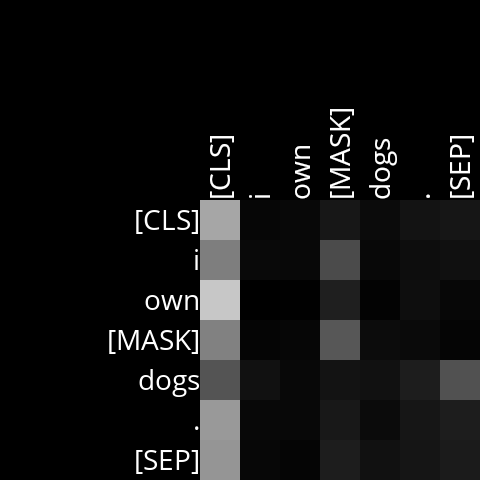 [CLS] i own [MASK] dogs . [SEP]
[CLS]
i
own
[MASK]
dogs
.
[SEP]